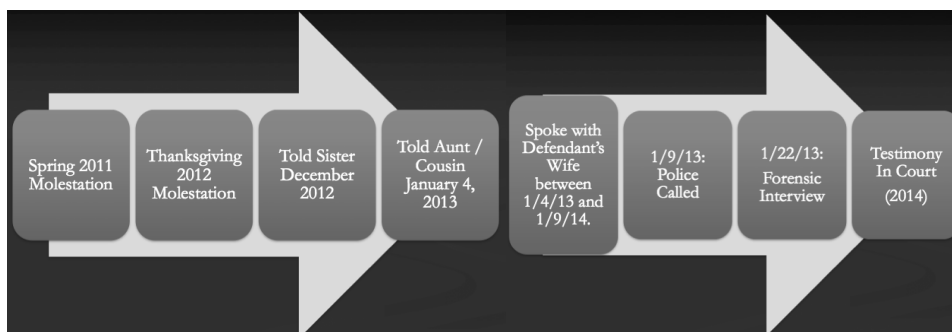 Spring 2011
Molestation
Thanksgiving
2012
Molestation
Told Sister
December
2012
Told Aunt /
Cousin
January 4,
2013
Spoke with
Defendant's
Wife
between
1/4/13 and
1/9/14.
1/9/13:
Police
Called
1/22/13:
Forensic
Interview
Testimony
In Court
(2014)